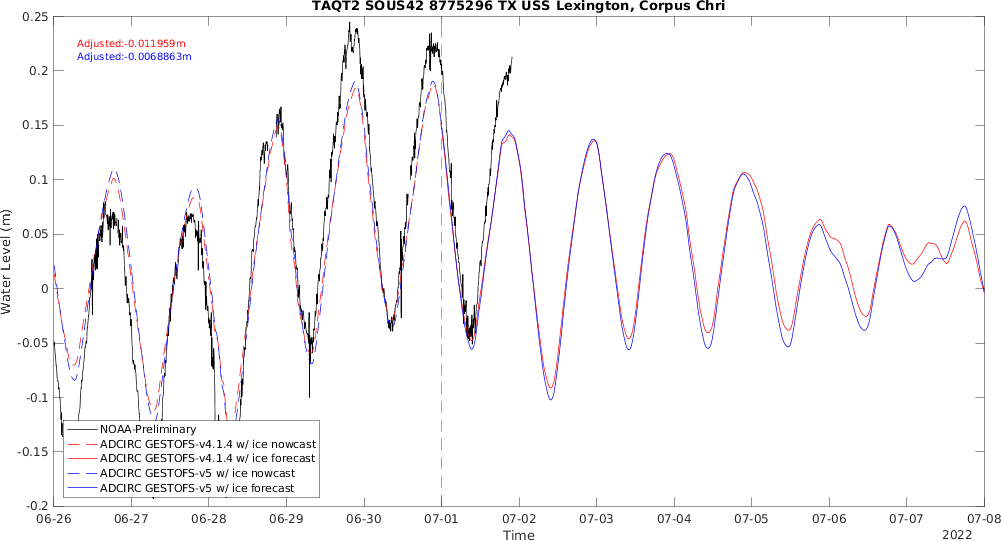 TAQT2 SOUS42 8775296 TX USS Lexington, Corpus Chri
Adjusted:-0.011959m
Adjusted:-0.0068863m
Water Level (m)
0.25
0.2
0.15
0.1
0.05
0
-0.05
-0.1
-0.15
-0.2
NOAA-Preliminary
ADCIRC GESTOFS-v4.1.4 w/ ice nowcast
ADCIRC GESTOFS-v4.1.4 w/ ice forecast
ADCIRC GESTOFS-v5 w/ ice nowcast
ADCIRC GESTOFS-v5 w/ ice forecast
06-26 06-27 06-28 06-29 06-30 07-01 07-02 07-03 07-04 07-05 07-06 07-07 07-08
Time
2022